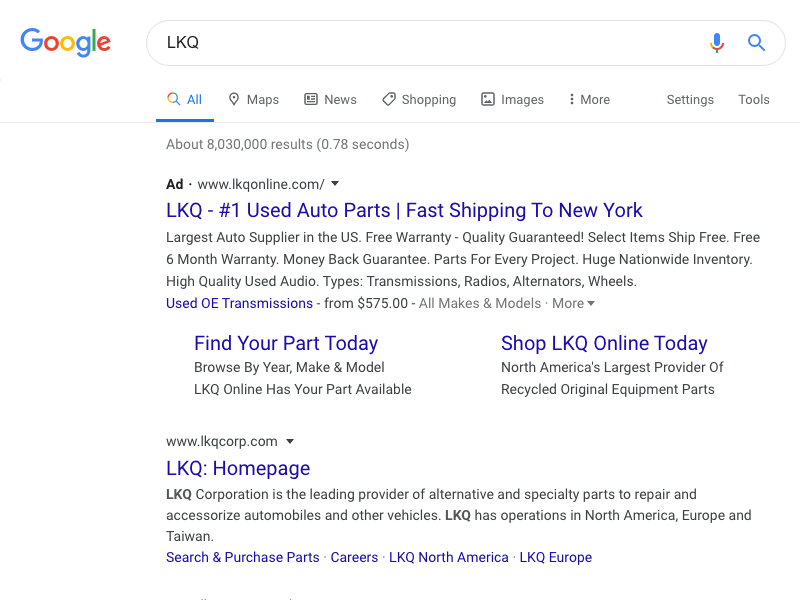 Google
LKQ
All Maps News Shopping Images More Settings Tools
About 8,030,000 results (0.78 seconds)
Ad · www.lkqonline.com/
LKQ - #1 Used Auto Parts | Fast Shipping To New York
Largest Auto Supplier in the US. Free Warranty - Quality Guaranteed! Select Items Ship Free. Free
6 Month Warranty. Money Back Guarantee. Parts For Every Project. Huge Nationwide Inventory.
High Quality Used Audio. Types: Transmissions, Radios, Alternators, Wheels.
Used OE Transmissions - from $575.00 - All Makes & Models · More
Find Your Part Today
Browse By Year, Make & Model
LKQ Online Has Your Part Available
Shop LKQ Online Today
North America's Largest Provider Of
Recycled Original Equipment Parts
www.lkqcorp.com
LKQ: Homepage
LKQ Corporation is the leading provider of alternative and specialty parts to repair and
accessorize automobiles and other vehicles. LKQ has operations in North America, Europe and
Taiwan.
Search & Purchase Parts · Careers · LKQ North America · LKQ Europe